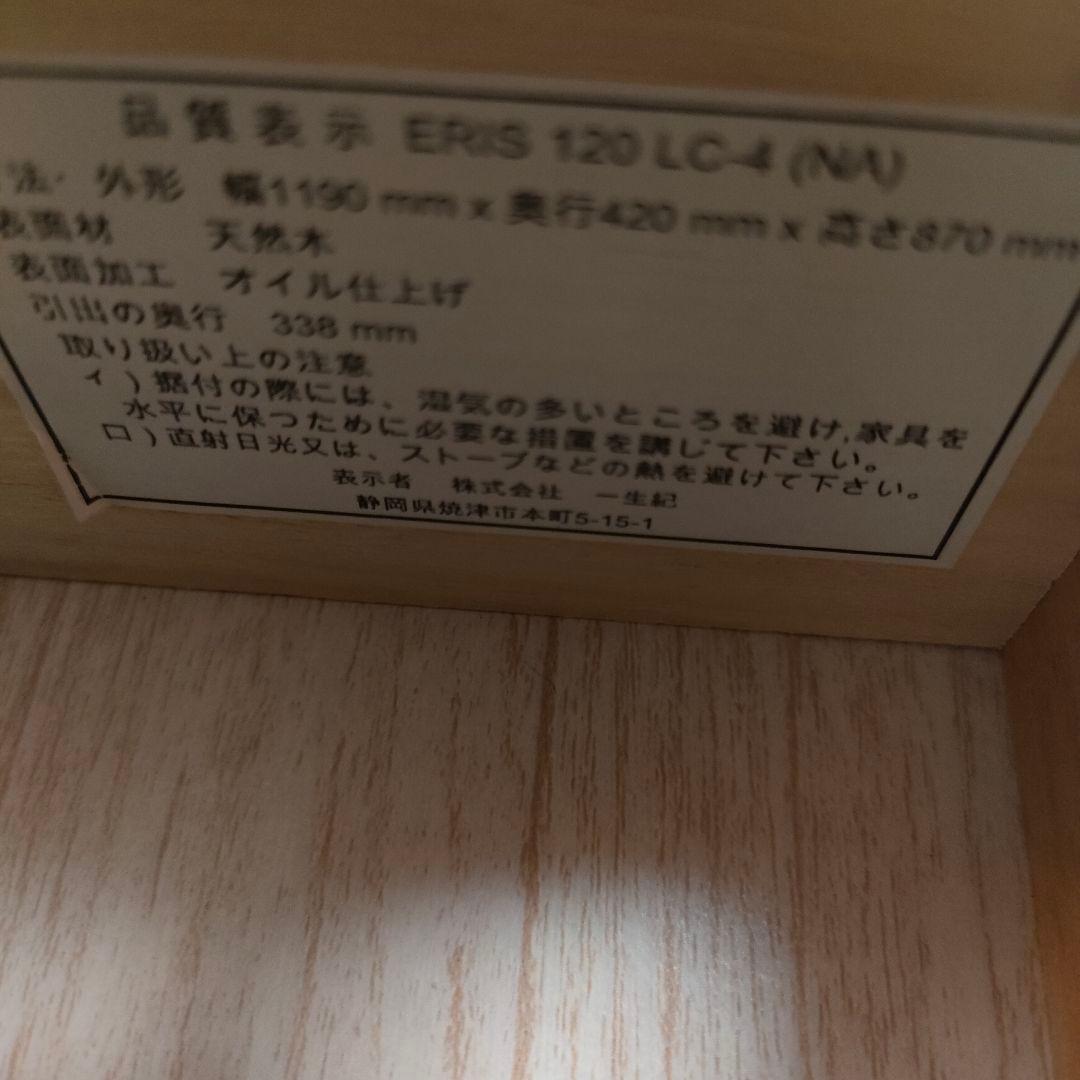 品質表示 ERIS 120 LC-4 (N/A)
法・外形 幅1190 mm x 奥行420 mm x 高さ870 mm
表面材 天然木
表面加工 オイル仕上げ
引出の奥行 338 mm
取り扱い上の注意
イ）据付の際には、湿気の多いところを避け,家具を
水平に保つために必要な措置を講じて下さい。
ロ）直射日光又は、ストーブなどの熱を避けて下さい。
表示者 株式会社 一生紀
静岡県焼津市本町5-15-1